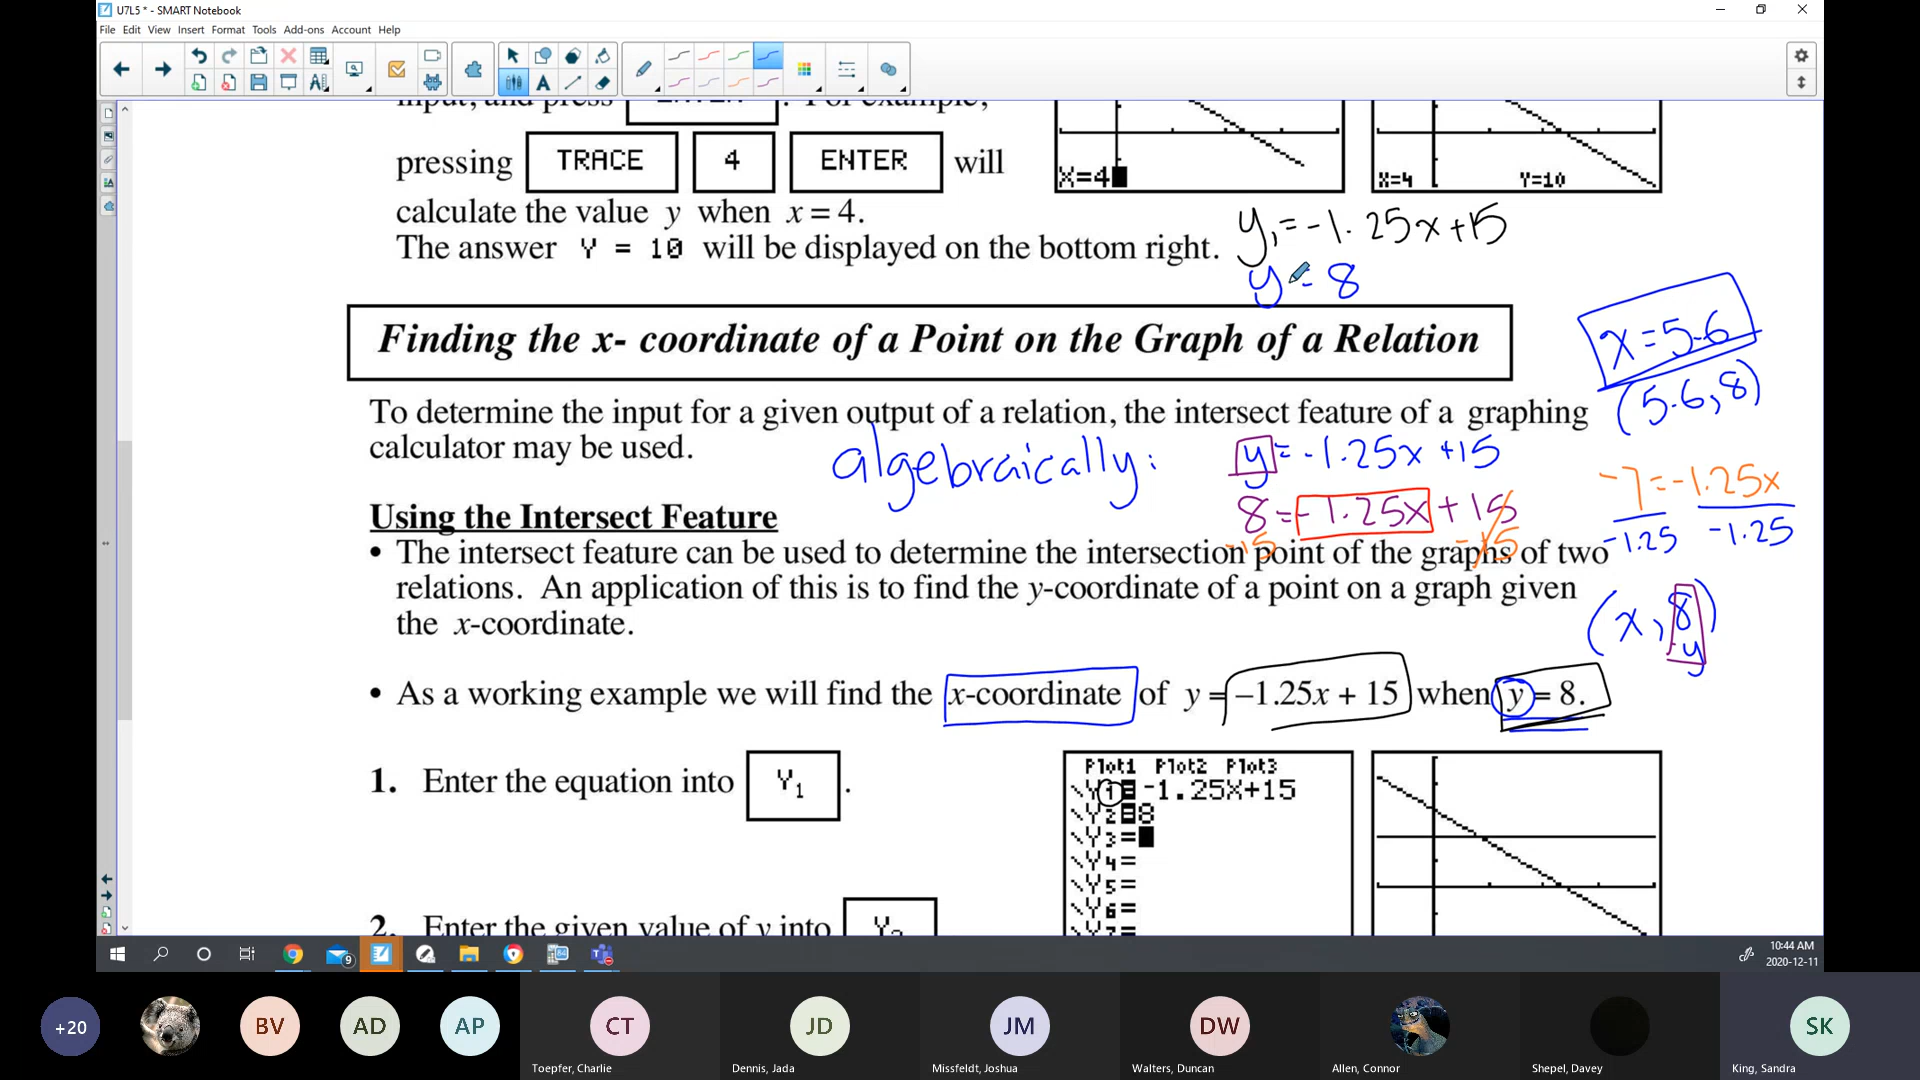 U7L5 * - SMART Notebook
File Edit View Insert Format Tools Add-ons Account Help
input, and press ENTER . For example,
pressing TRACE 4 ENTER will
X=4
X=4 Y=10
calculate the value y when x = 4.
The answer Y = 10 will be displayed on the bottom right.
y₁ = -1.25x+15
y = 8
Finding the x- coordinate of a Point on the Graph of a Relation
x = 5.6
(5.6, 8)
To determine the input for a given output of a relation, the intersect feature of a graphing
calculator may be used.
algebraically:
y = -1.25x +15
8 = -1.25x + 15
-15 -15
-7 = -1.25x
-1.25 -1.25
Using the Intersect Feature
• The intersect feature can be used to determine the intersection point of the graphs of two
relations. An application of this is to find the y-coordinate of a point on a graph given
the x-coordinate.
(x, 8)
y
• As a working example we will find the x-coordinate of y = −1.25x + 15 when y = 8.
1. Enter the equation into Y₁ .
Plot1 Plot2 Plot3
\Y1=-1.25X+15
\Y2=8
\Y3=
\Y4=
\Y5=
\Y6=
\Y7=
2. Enter the given value of y into Y₂
9
10:44 AM
2020-12-11
+20 BV AD AP CT JD JM DW SK
Toepfer, Charlie Dennis, Jada Missfeldt, Joshua Walters, Duncan Allen, Connor Shepel, Davey King, Sandra